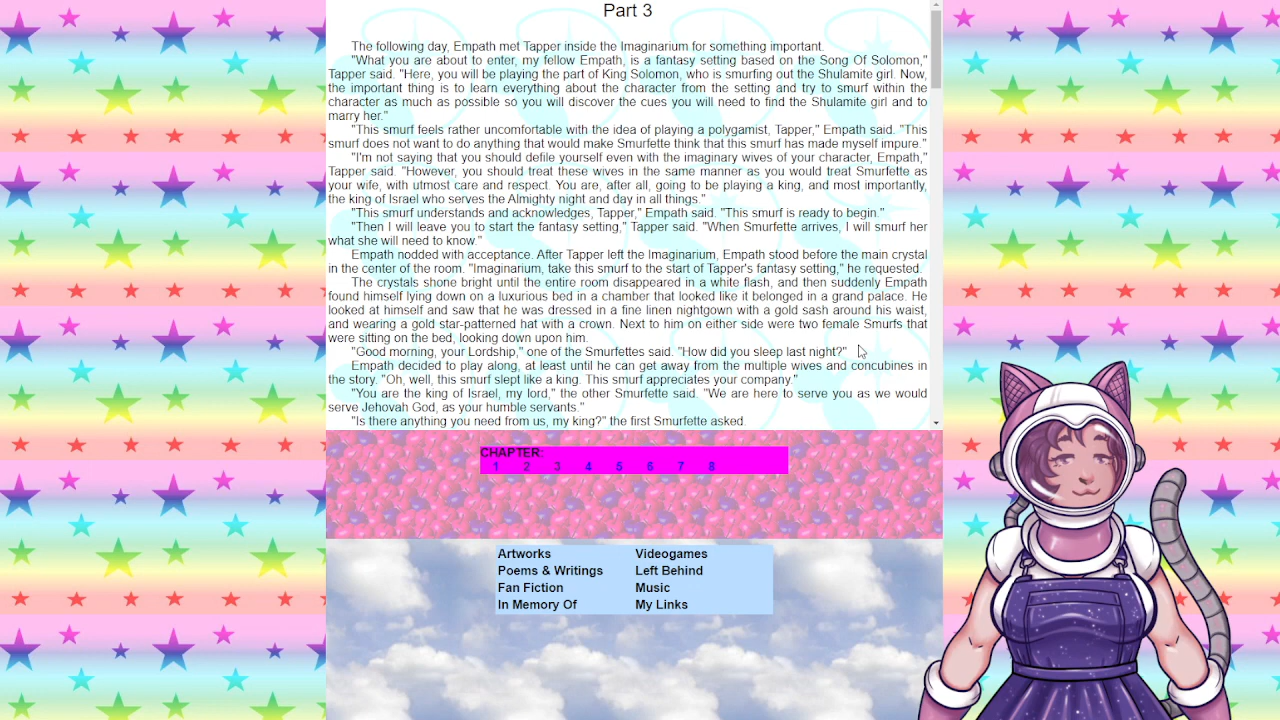 Part 3
The following day, Empath met Tapper inside the Imaginarium for something important.
"What you are about to enter, my fellow Empath, is a fantasy setting based on the Song Of Solomon,"
Tapper said. "Here, you will be playing the part of King Solomon, who is smurfing out the Shulamite girl. Now,
the important thing is to learn everything about the character from the setting and try to smurf within the
character as much as possible so you will discover the cues you will need to find the Shulamite girl and to
marry her."
"This smurf feels rather uncomfortable with the idea of playing a polygamist, Tapper," Empath said. "This
smurf does not want to do anything that would make Smurfette think that this smurf has made myself impure."
"I'm not saying that you should defile yourself even with the imaginary wives of your character, Empath,"
Tapper said. "However, you should treat these wives in the same manner as you would treat Smurfette as
your wife, with utmost care and respect. You are, after all, going to be playing a king, and most importantly,
the king of Israel who serves the Almighty night and day in all things."
"This smurf understands and acknowledges, Tapper," Empath said. "This smurf is ready to begin."
"Then I will leave you to start the fantasy setting," Tapper said. "When Smurfette arrives, I will smurf her
what she will need to know."
Empath nodded with acceptance. After Tapper left the Imaginarium, Empath stood before the main crystal
in the center of the room. "Imaginarium, take this smurf to the start of Tapper's fantasy setting," he requested.
The crystals shone bright until the entire room disappeared in a white flash, and then suddenly Empath
found himself lying down on a luxurious bed in a chamber that looked like it belonged in a grand palace. He
looked at himself and saw that he was dressed in a fine linen nightgown with a gold sash around his waist,
and wearing a gold star-patterned hat with a crown. Next to him on either side were two female Smurfs that
were sitting on the bed, looking down upon him.
"Good morning, your Lordship," one of the Smurfettes said. "How did you sleep last night?"
Empath decided to play along, at least until he can get away from the multiple wives and concubines in
the story. "Oh, well, this smurf slept like a king. This smurf appreciates your company."
"You are the king of Israel, my lord," the other Smurfette said. "We are here to serve you as we would
serve Jehovah God, as your humble servants."
"Is there anything you need from us, my king?" the first Smurfette asked.
CHAPTER:
1 2 3 4 5 6 7 8
Artworks Videogames
Poems & Writings Left Behind
Fan Fiction Music
In Memory Of My Links